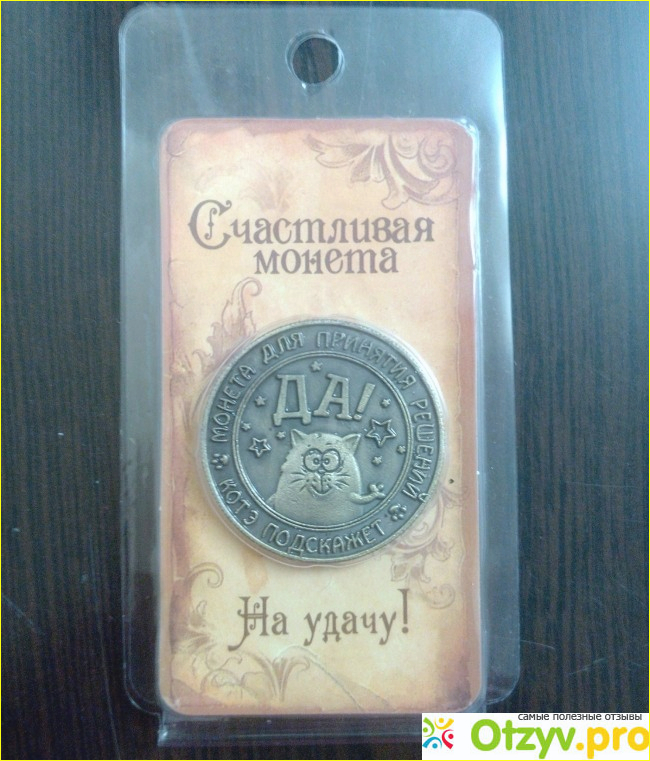 Счастливая
монета
МОНЕТА ДЛЯ ПРИНЯТИЯ РЕШЕНИЙ
ДА!
КОТЭ ПОДСКАЖЕТ
На удачу!
самые полезные отзывы
Otzyv.pro